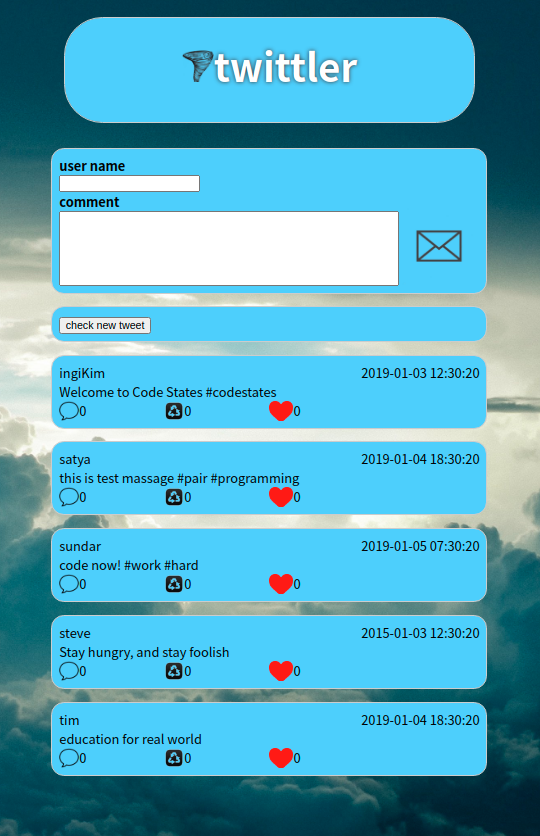 twittler
user name
comment
check new tweet
ingiKim 2019-01-03 12:30:20
Welcome to Code States #codestates
0 0 0
satya 2019-01-04 18:30:20
this is test massage #pair #programming
0 0 0
sundar 2019-01-05 07:30:20
code now! #work #hard
0 0 0
steve 2015-01-03 12:30:20
Stay hungry, and stay foolish
0 0 0
tim 2019-01-04 18:30:20
education for real world
0 0 0